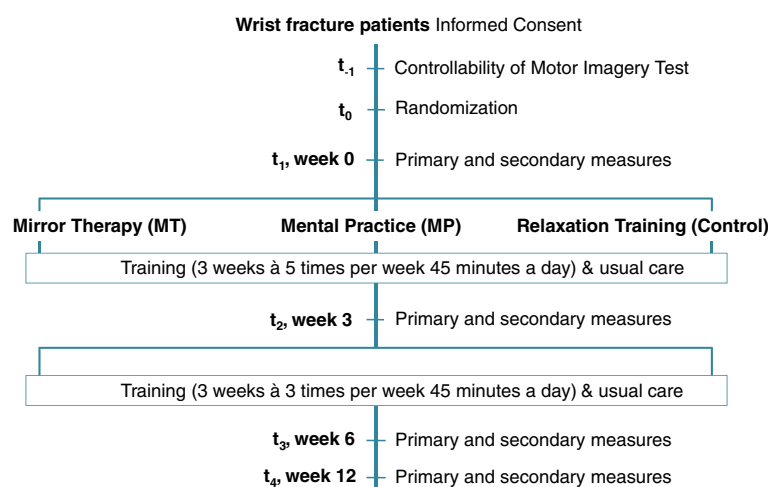 Wrist fracture patients Informed Consent
t-1 Controllability of Motor Imagery Test
t0 Randomization
t1, week 0 Primary and secondary measures
Mirror Therapy (MT) Mental Practice (MP) Relaxation Training (Control)
Training (3 weeks à 5 times per week 45 minutes a day) & usual care
t2, week 3 Primary and secondary measures
Training (3 weeks à 3 times per week 45 minutes a day) & usual care
t3, week 6 Primary and secondary measures
t4, week 12 Primary and secondary measures